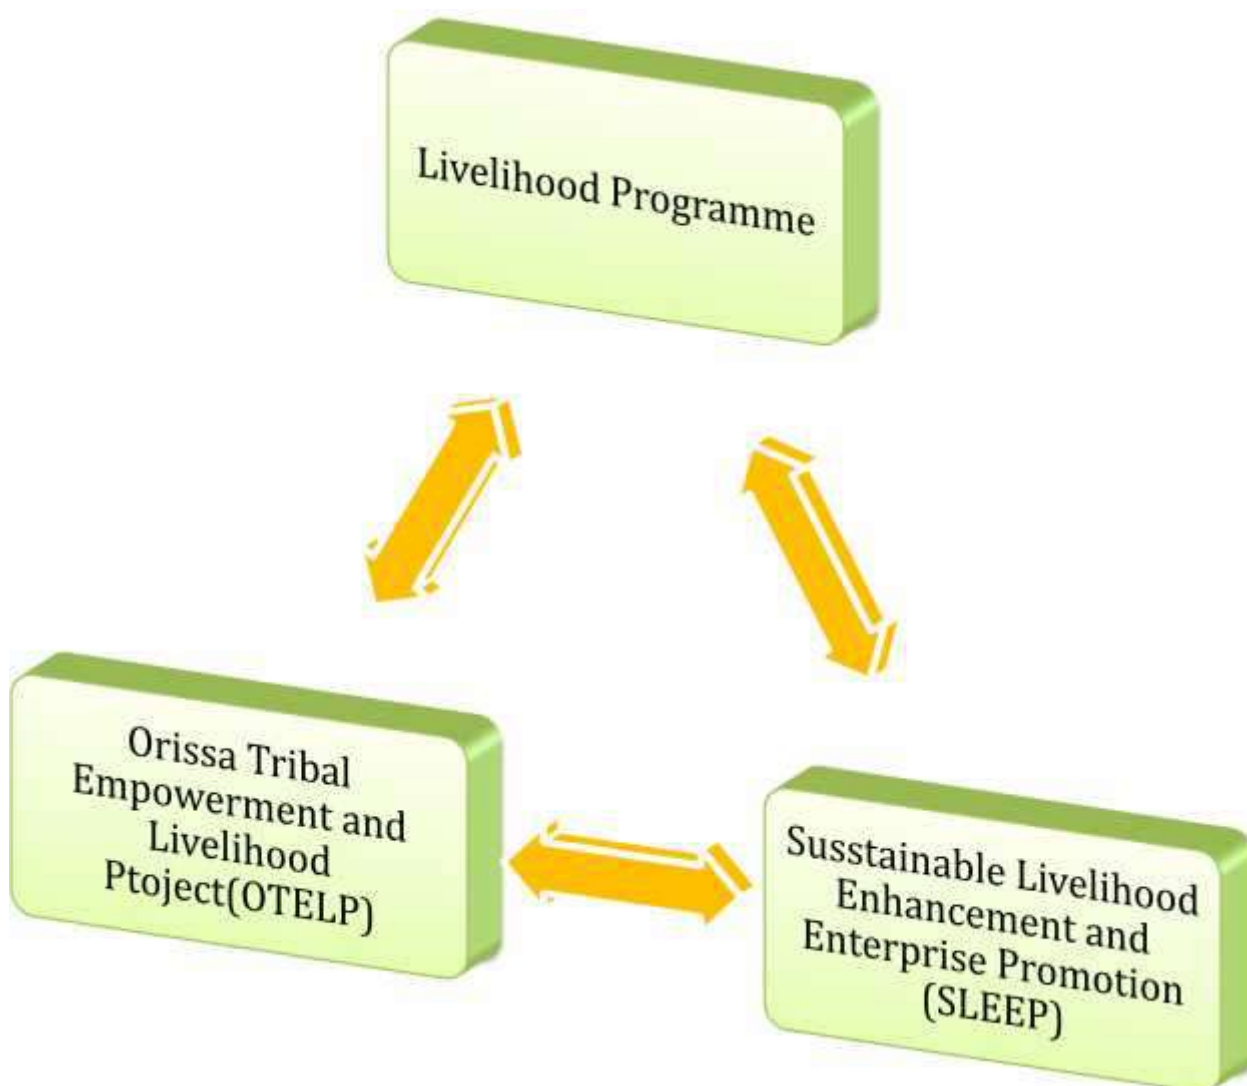 Livelihood Programme
Orissa Tribal
Empowerment and
Livelihood
Ptoject(OTELP)
Susstainable Livelihood
Enhancement and
Enterprise Promotion
(SLEEP)